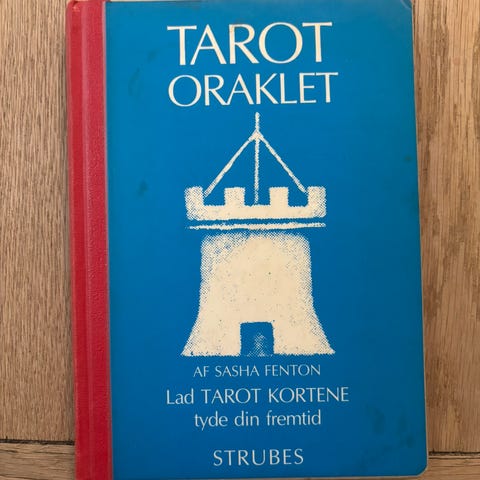 TAROT
ORAKLET
AF SASHA FENTON
Lad TAROT KORTENE
tyde din fremtid
STRUBES